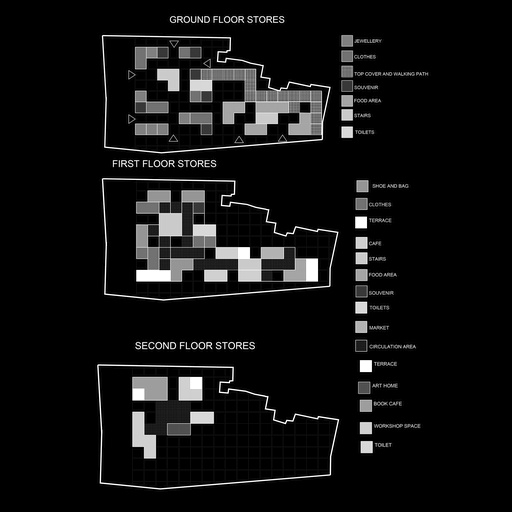 GROUND FLOOR STORES
JEWELLERY
CLOTHES
TOP COVER AND WALKING PATH
SOUVENIR
FOOD AREA
STAIRS
TOILETS
FIRST FLOOR STORES
SHOE AND BAG
CLOTHES
TERRACE
CAFE
STAIRS
FOOD AREA
SOUVENIR
TOILETS
MARKET
CIRCULATION AREA
SECOND FLOOR STORES
TERRACE
ART HOME
BOOK CAFE
WORKSHOP SPACE
TOILET